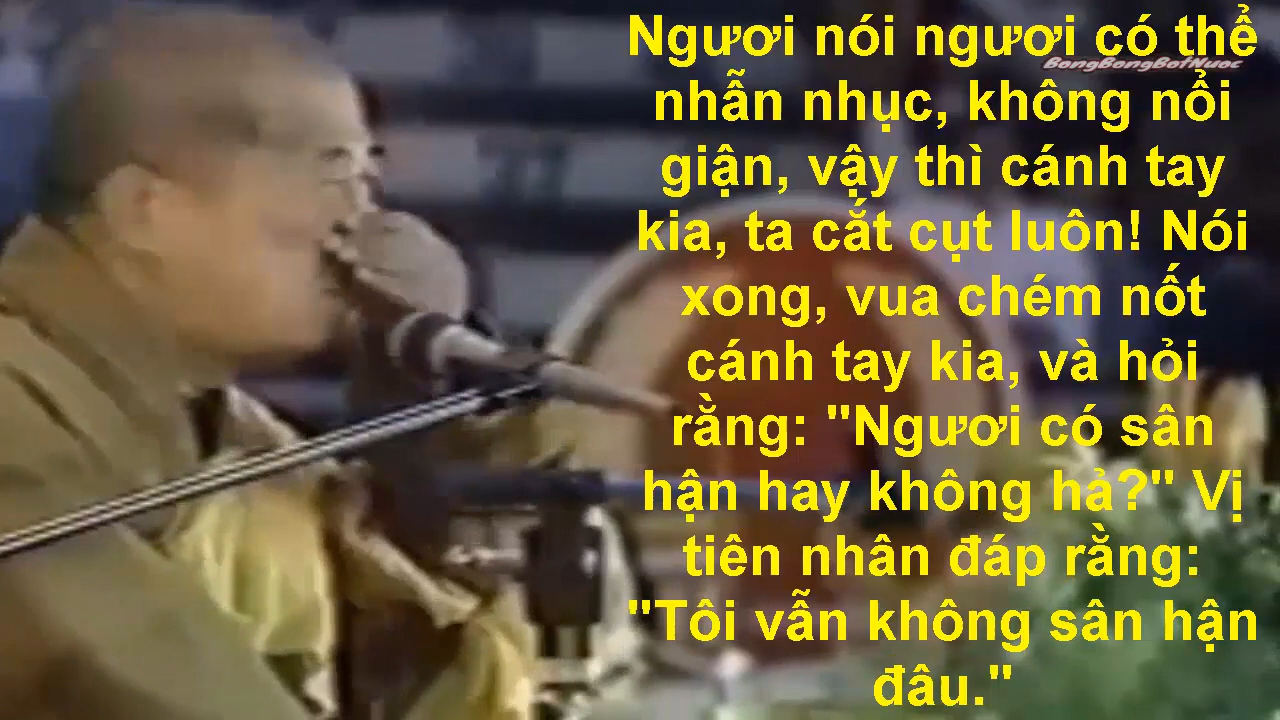 Ngươi nói ngươi có thể
BongBongBotNuoc
nhẫn nhục, không nổi
giận, vậy thì cánh tay
kia, ta cắt cụt luôn! Nói
xong, vua chém nốt
cánh tay kia, và hỏi
rằng: "Ngươi có sân
hận hay không hả?" Vị
tiên nhân đáp rằng:
"Tôi vẫn không sân hận
đâu."